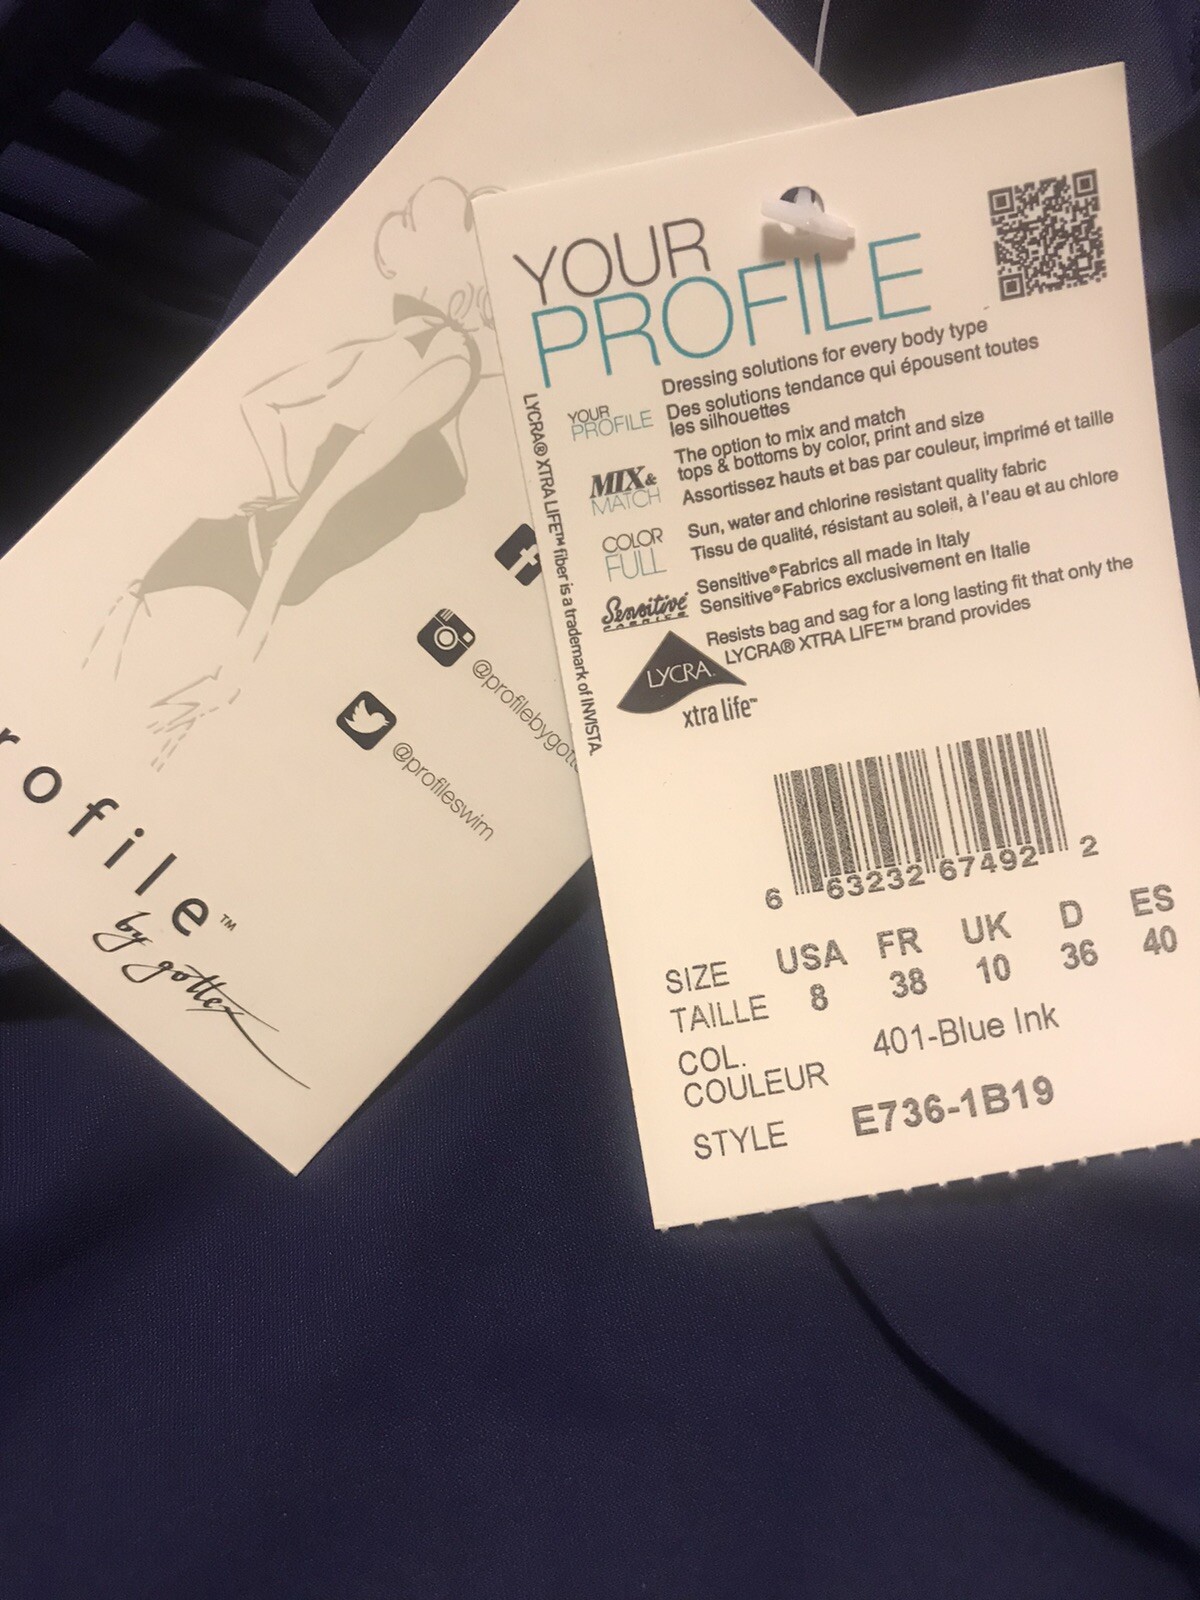 YOUR
PROFILE
YOUR
PROFILE
Dressing solutions for every body type
Des solutions tendance qui épousent toutes
les silhouettes
MIX &
MATCH
The option to mix and match
tops & bottoms by color, print and size
Assortissez hauts et bas par couleur, imprimé et taille
COLOR
FULL
Sun, water and chlorine resistant quality fabric
Tissu de qualité, résistant au soleil, à l'eau et au chlore
Sensitive
FABRICS
Sensitive® Fabrics all made in Italy
Sensitive® Fabrics exclusivement en Italie
LYCRA®
xtra life™
Resists bag and sag for a long lasting fit that only the
LYCRA® XTRA LIFE™ brand provides
LYCRA® XTRA LIFE™ fiber is a trademark of INVISTA.
6 63232 67492 2
SIZE USA FR UK D ES
TAILLE 8 38 10 36 40
COL. 401-Blue Ink
COULEUR
STYLE E736-1B19
@profilebygotte
@profileswim
rofile™
by gottex